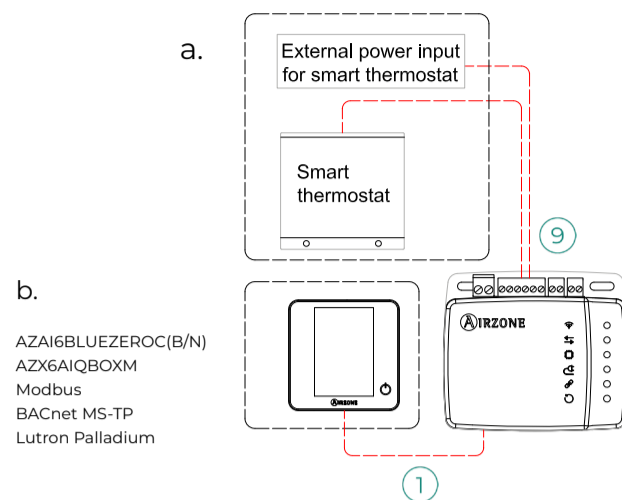 a.
External power input
for smart thermostat
Smart
thermostat
9
b.
AZAI6BLUEZEROC(B/N)
AZX6AIQBOXM
Modbus
BACnet MS-TP
Lutron Palladium
AIRZONE
AIRZONE
1